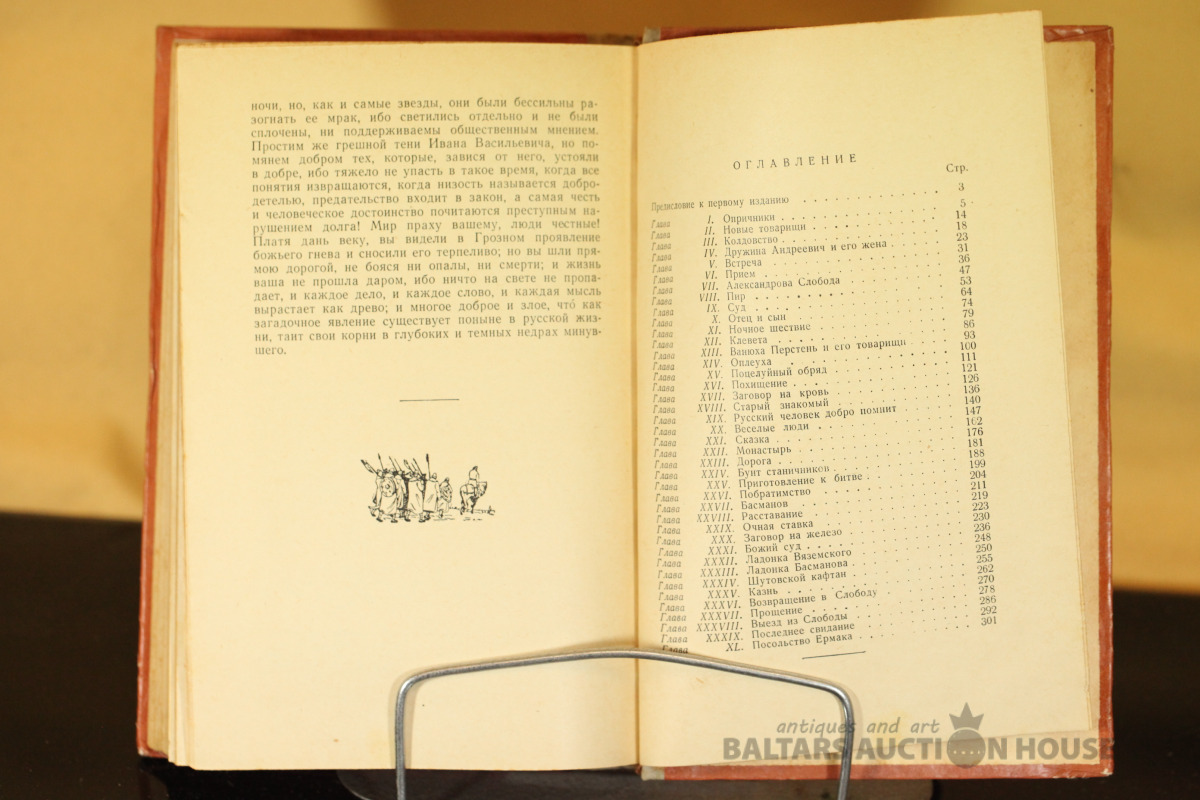 ночи, но, как и самые звезды, они были бессильны ра-
зогнать ее мрак, ибо светились отдельно и не были
сплочены, ни поддерживаемы общественным мнением.
Простим же грешной тени Ивана Васильевича, но по-
мянем добром тех, которые, завися от него, устояли
в добре, ибо тяжело не упасть в такое время, когда все
понятия извращаются, когда низость называется добро-
детелью, предательство входит в закон, а самая честь
и человеческое достоинство почитаются преступным на-
рушением долга! Мир праху вашему, люди честные!
Платя дань веку, вы видели в Грозном проявление
божьего гнева и сносили его терпеливо; но вы шли пря-
мою дорогой, не бояся ни опалы, ни смерти; и жизнь
ваша не прошла даром, ибо ничто на свете не пропа-
дает, и каждое дело, и каждое слово, и каждая мысль
вырастает как древо; и многое доброе и злое, что́ как
загадочное явление существует поныне в русской жиз-
ни, таит свои корни в глубоких и темных недрах минув-
шего.
ОГЛАВЛЕНИЕ
Стр.
Предисловие к первому изданию 3
Глава I. Опричники 5
Глава II. Новые товарищи 14
Глава III. Колдовство 18
Глава IV. Дружина Андреевич и его жена 23
Глава V. Встреча 31
Глава VI. Прием 36
Глава VII. Александрова Слобода 47
Глава VIII. Пир 53
Глава IX. Суд 64
Глава X. Отец и сын 74
Глава XI. Ночное шествие 79
Глава XII. Клевета 86
Глава XIII. Ванюха Перстень и его товарищи 93
Глава XIV. Оплеуха 100
Глава XV. Поцелуйный обряд 111
Глава XVI. Похищение 121
Глава XVII. Заговор на кровь 126
Глава XVIII. Старый знакомый 136
Глава XIX. Русский человек добро помнит 140
Глава XX. Веселые люди 147
Глава XXI. Сказка 162
Глава XXII. Монастырь 176
Глава XXIII. Дорога 181
Глава XXIV. Бунт станичников 188
Глава XXV. Приготовление к битве 199
Глава XXVI. Побратимство 204
Глава XXVII. Басманов 211
Глава XXVIII. Расставание 219
Глава XXIX. Очная ставка 223
Глава XXX. Заговор на железо 230
Глава XXXI. Божий суд 236
Глава XXXII. Ладонка Вяземского 248
Глава XXXIII. Ладонка Басманова 250
Глава XXXIV. Шутовской кафтан 255
Глава XXXV. Казнь 262
Глава XXXVI. Возвращение в Слободу 270
Глава XXXVII. Прощение 278
Глава XXXVIII. Выезд из Слободы 286
Глава XXXIX. Последнее свидание 292
Глава XL. Посольство Ермака 301
antiques and art
BALTARS AUCTION HOUSE